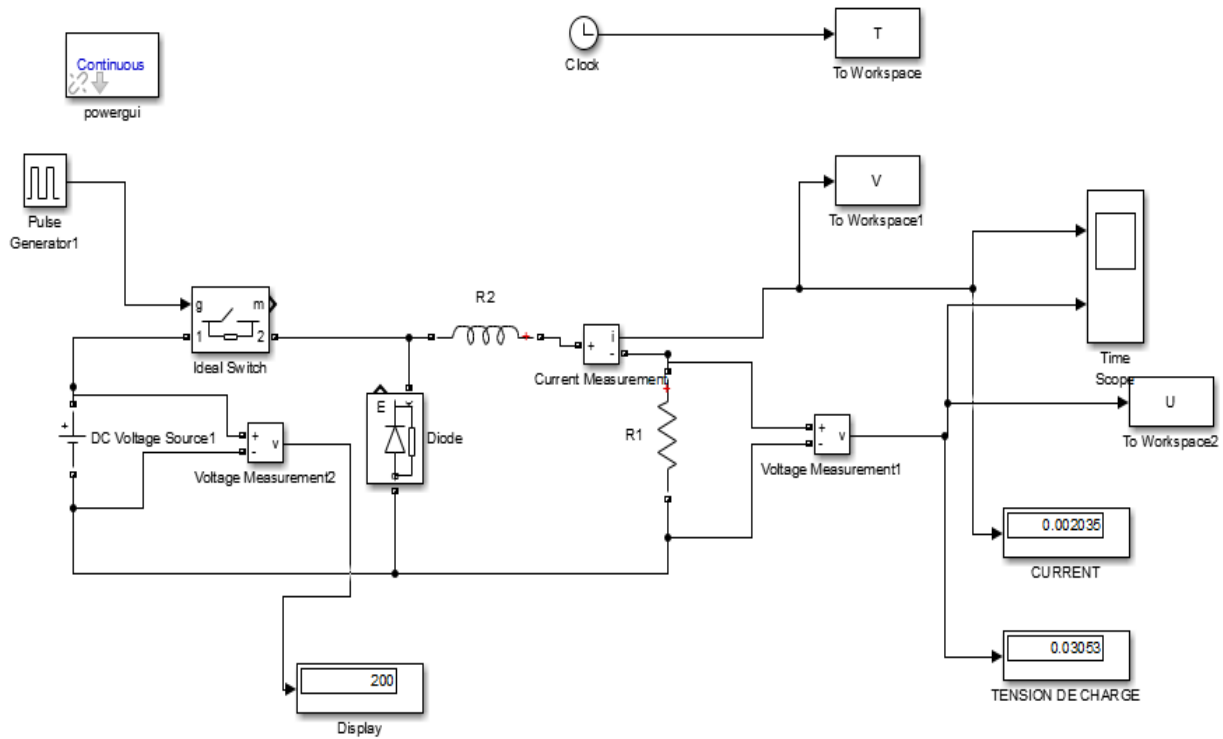 Continuous
powergui
Clock
T
To Workspace
Pulse
Generator1
V
To Workspace1
g
m
1
2
Ideal Switch
R2
+
i
-
Current Measurement
Time
Scope
U
To Workspace2
+
DC Voltage Source1
+
-
v
Voltage Measurement2
m
k
a
Diode
R1
+
-
v
Voltage Measurement1
0.002035
CURRENT
0.03053
TENSION DE CHARGE
200
Display